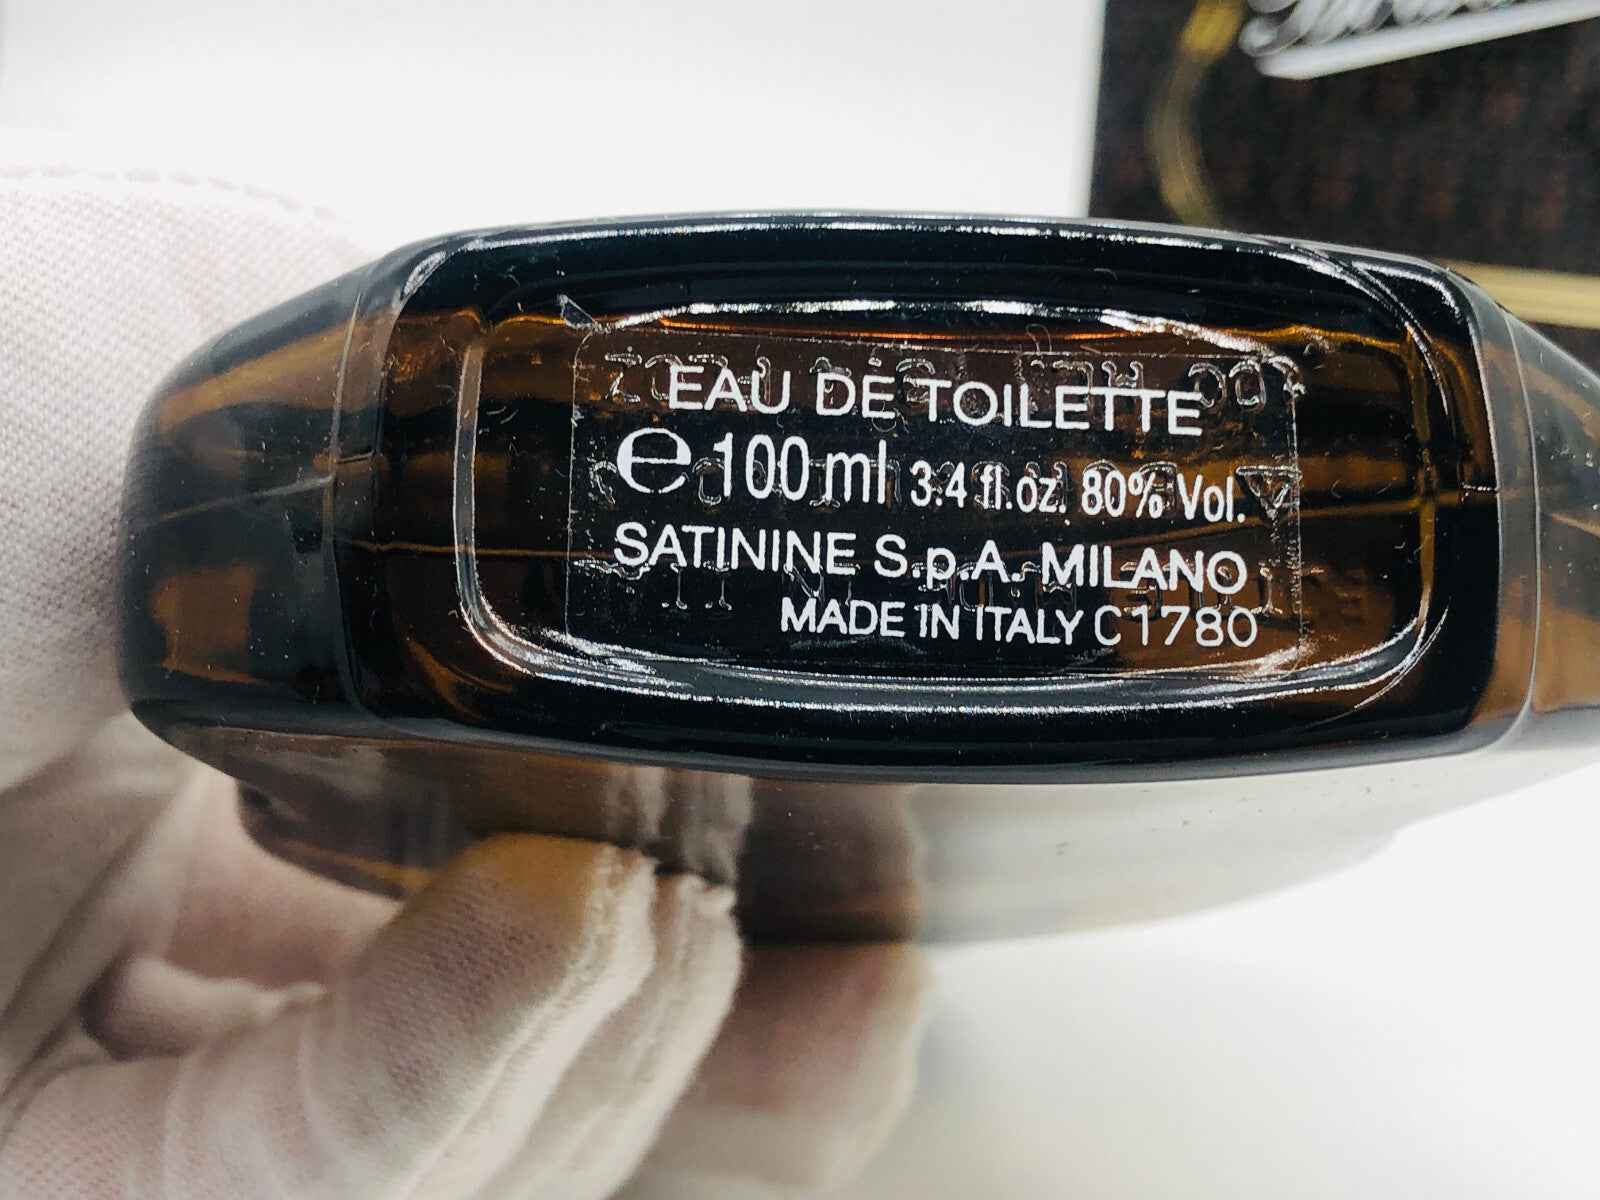 EAU DE TOILETTE
e 100 ml 3.4 fl.oz. 80% Vol.
SATININE S.p.A. MILANO
MADE IN ITALY C1780